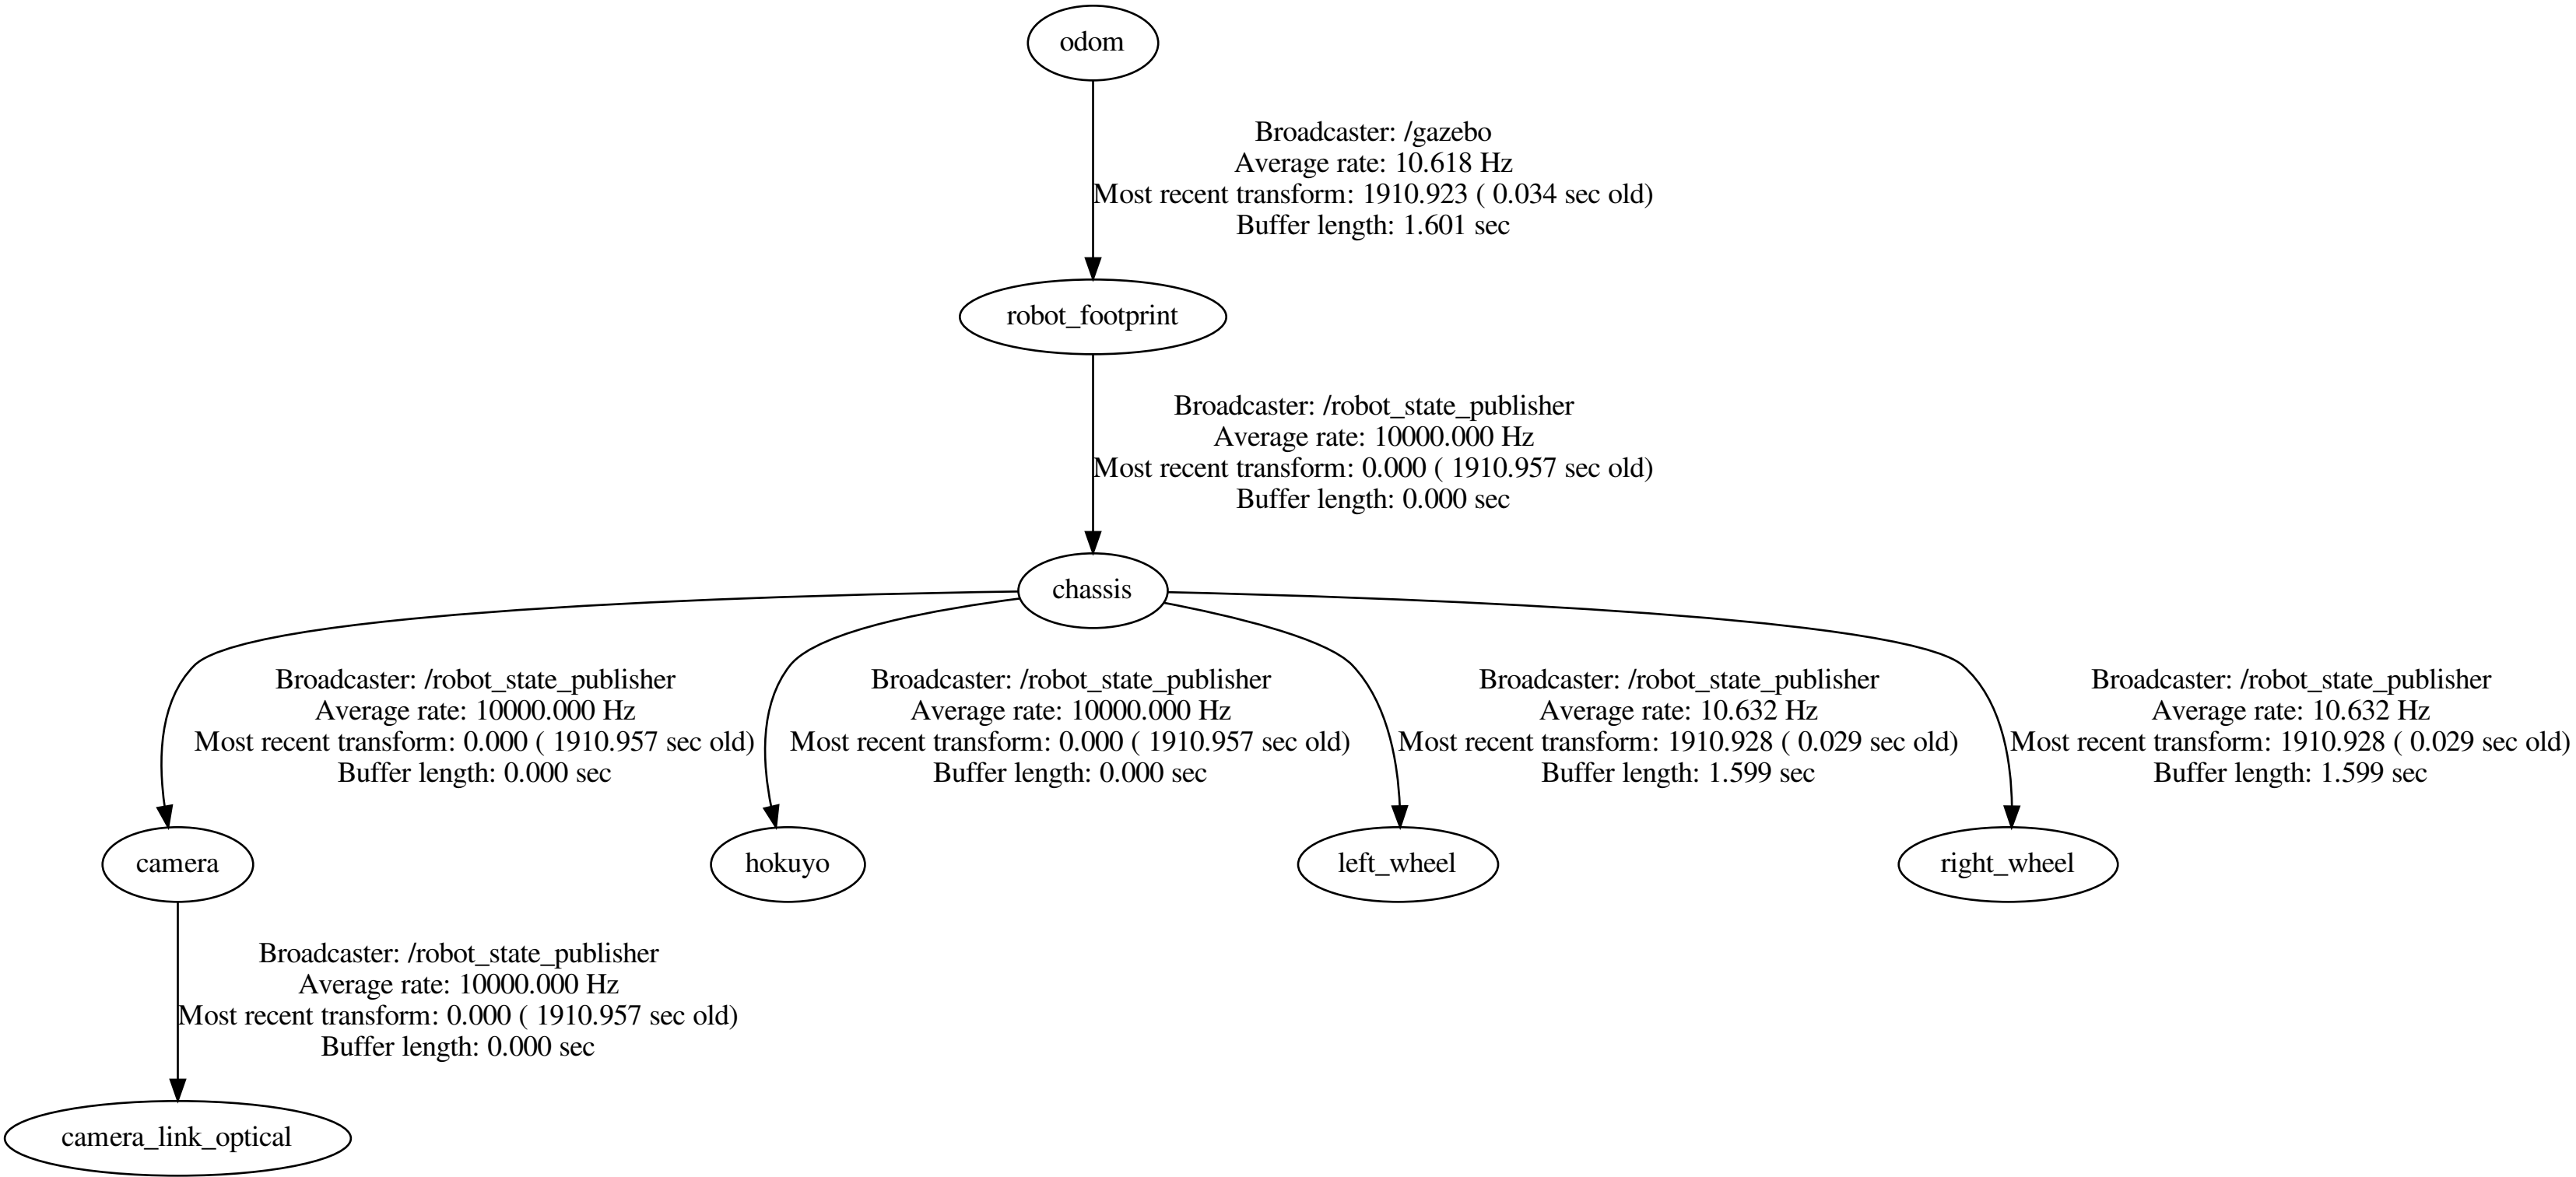 odom
Broadcaster: /gazebo
Average rate: 10.618 Hz
Most recent transform: 1910.923 ( 0.034 sec old)
Buffer length: 1.601 sec
robot_footprint
Broadcaster: /robot_state_publisher
Average rate: 10000.000 Hz
Most recent transform: 0.000 ( 1910.957 sec old)
Buffer length: 0.000 sec
chassis
Broadcaster: /robot_state_publisher
Average rate: 10000.000 Hz
Most recent transform: 0.000 ( 1910.957 sec old)
Buffer length: 0.000 sec
Broadcaster: /robot_state_publisher
Average rate: 10000.000 Hz
Most recent transform: 0.000 ( 1910.957 sec old)
Buffer length: 0.000 sec
Broadcaster: /robot_state_publisher
Average rate: 10.632 Hz
Most recent transform: 1910.928 ( 0.029 sec old)
Buffer length: 1.599 sec
Broadcaster: /robot_state_publisher
Average rate: 10.632 Hz
Most recent transform: 1910.928 ( 0.029 sec old)
Buffer length: 1.599 sec
camera
hokuyo
left_wheel
right_wheel
Broadcaster: /robot_state_publisher
Average rate: 10000.000 Hz
Most recent transform: 0.000 ( 1910.957 sec old)
Buffer length: 0.000 sec
camera_link_optical